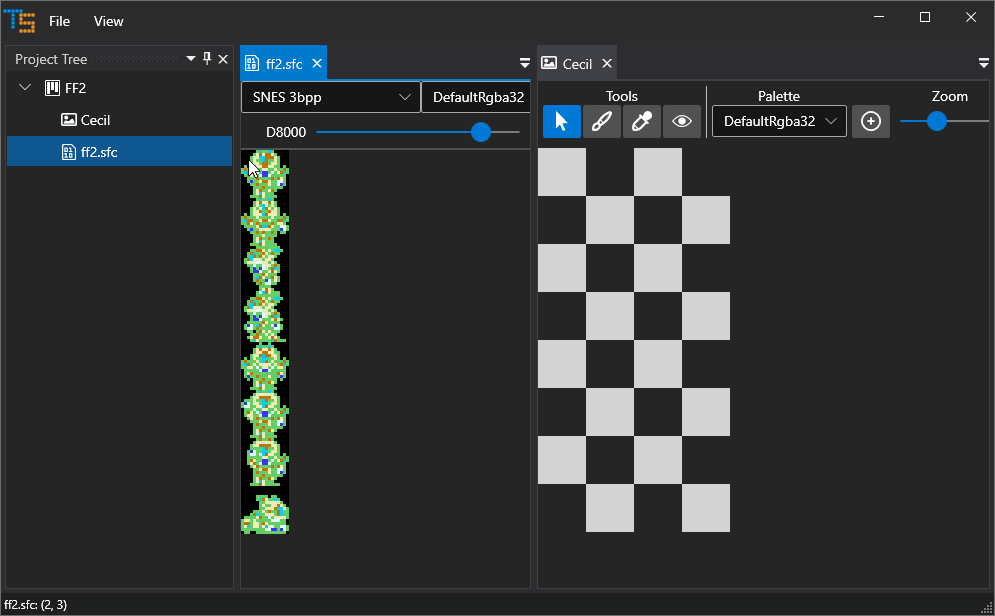 TS File View
Project Tree
FF2
Cecil
ff2.sfc
ff2.sfc
SNES 3bpp DefaultRgba32
D8000
Cecil
Tools Palette Zoom
DefaultRgba32
ff2.sfc: (2, 3)